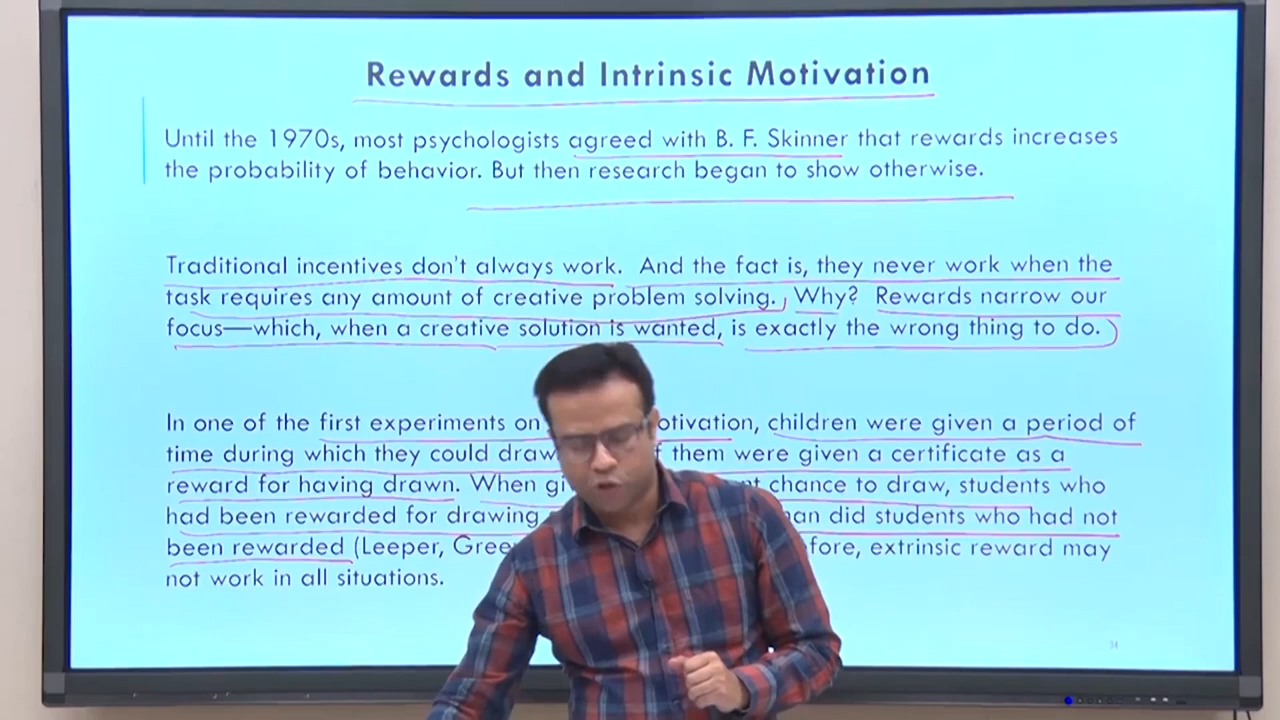 Rewards and Intrinsic Motivation
Until the 1970s, most psychologists agreed with B. F. Skinner that rewards increases
the probability of behavior. But then research began to show otherwise.
Traditional incentives don't always work. And the fact is, they never work when the
task requires any amount of creative problem solving. Why? Rewards narrow our
focus—which, when a creative solution is wanted, is exactly the wrong thing to do.
In one of the first experiments on otivation, children were given a period of
time during which they could draw them were given a certificate as a
reward for having drawn. When chance to draw, students who
had been rewarded for drawing did students who had not
been rewarded (Leeper, extrinsic reward may
not work in all situations.